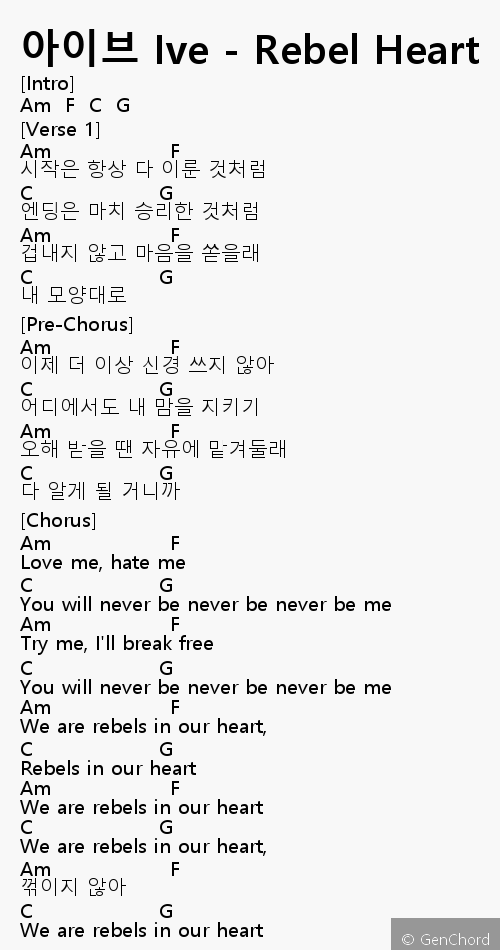 아이브 Ive - Rebel Heart
[Intro]
Am F C G
[Verse 1]
Am F
시작은 항상 다 이룬 것처럼
C G
엔딩은 마치 승리한 것처럼
Am F
겁내지 않고 마음을 쏟을래
C G
내 모양대로
[Pre-Chorus]
Am F
이제 더 이상 신경 쓰지 않아
C G
어디에서도 내 맘을 지키기
Am F
오해 받을 땐 자유에 맡겨둘래
C G
다 알게 될 거니까
[Chorus]
Am F
Love me, hate me
C G
You will never be never be never be me
Am F
Try me, I'll break free
C G
You will never be never be never be me
Am F
We are rebels in our heart,
C G
Rebels in our heart
Am F
We are rebels in our heart
C G
We are rebels in our heart,
Am F
꺾이지 않아
C G
We are rebels in our heart
© GenChord